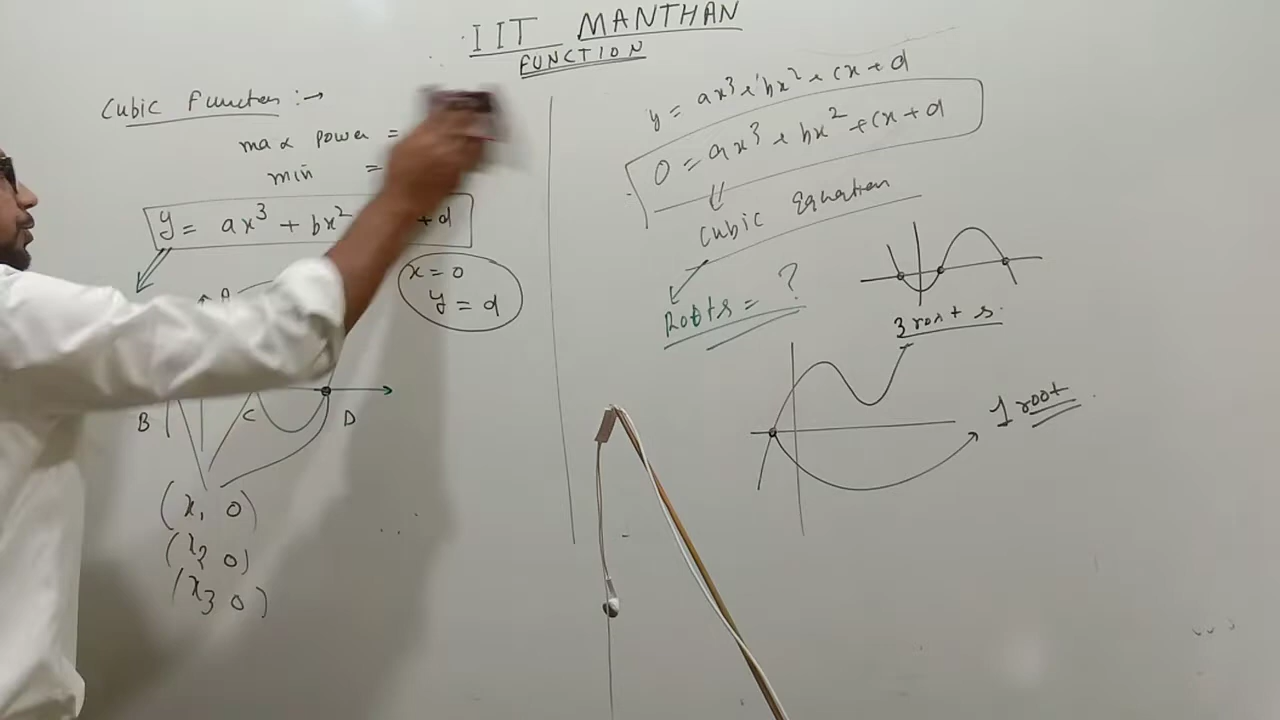 IIT MANTHAN
FUNCTION
Cubic Function :→
max power =
min =
y = ax³ + bx² + d
x = 0
y = d
A
B
C
D
(x, 0)
(x₂ 0)
(x₃ 0)
y = ax³ + bx² + cx + d
0 = ax³ + bx² + cx + d
Cubic Equation
Roots = ?
3 roots
1 root